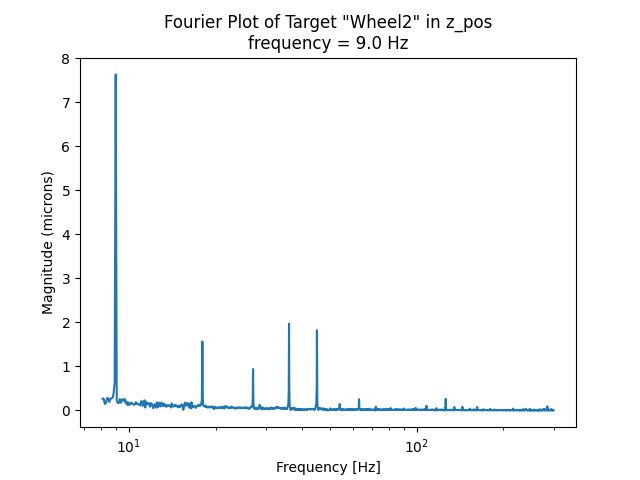 Fourier Plot of Target "Wheel2" in z_pos
frequency = 9.0 Hz
8
7
6
5
4
3
2
1
0
Magnitude (microns)
10¹
10²
Frequency [Hz]